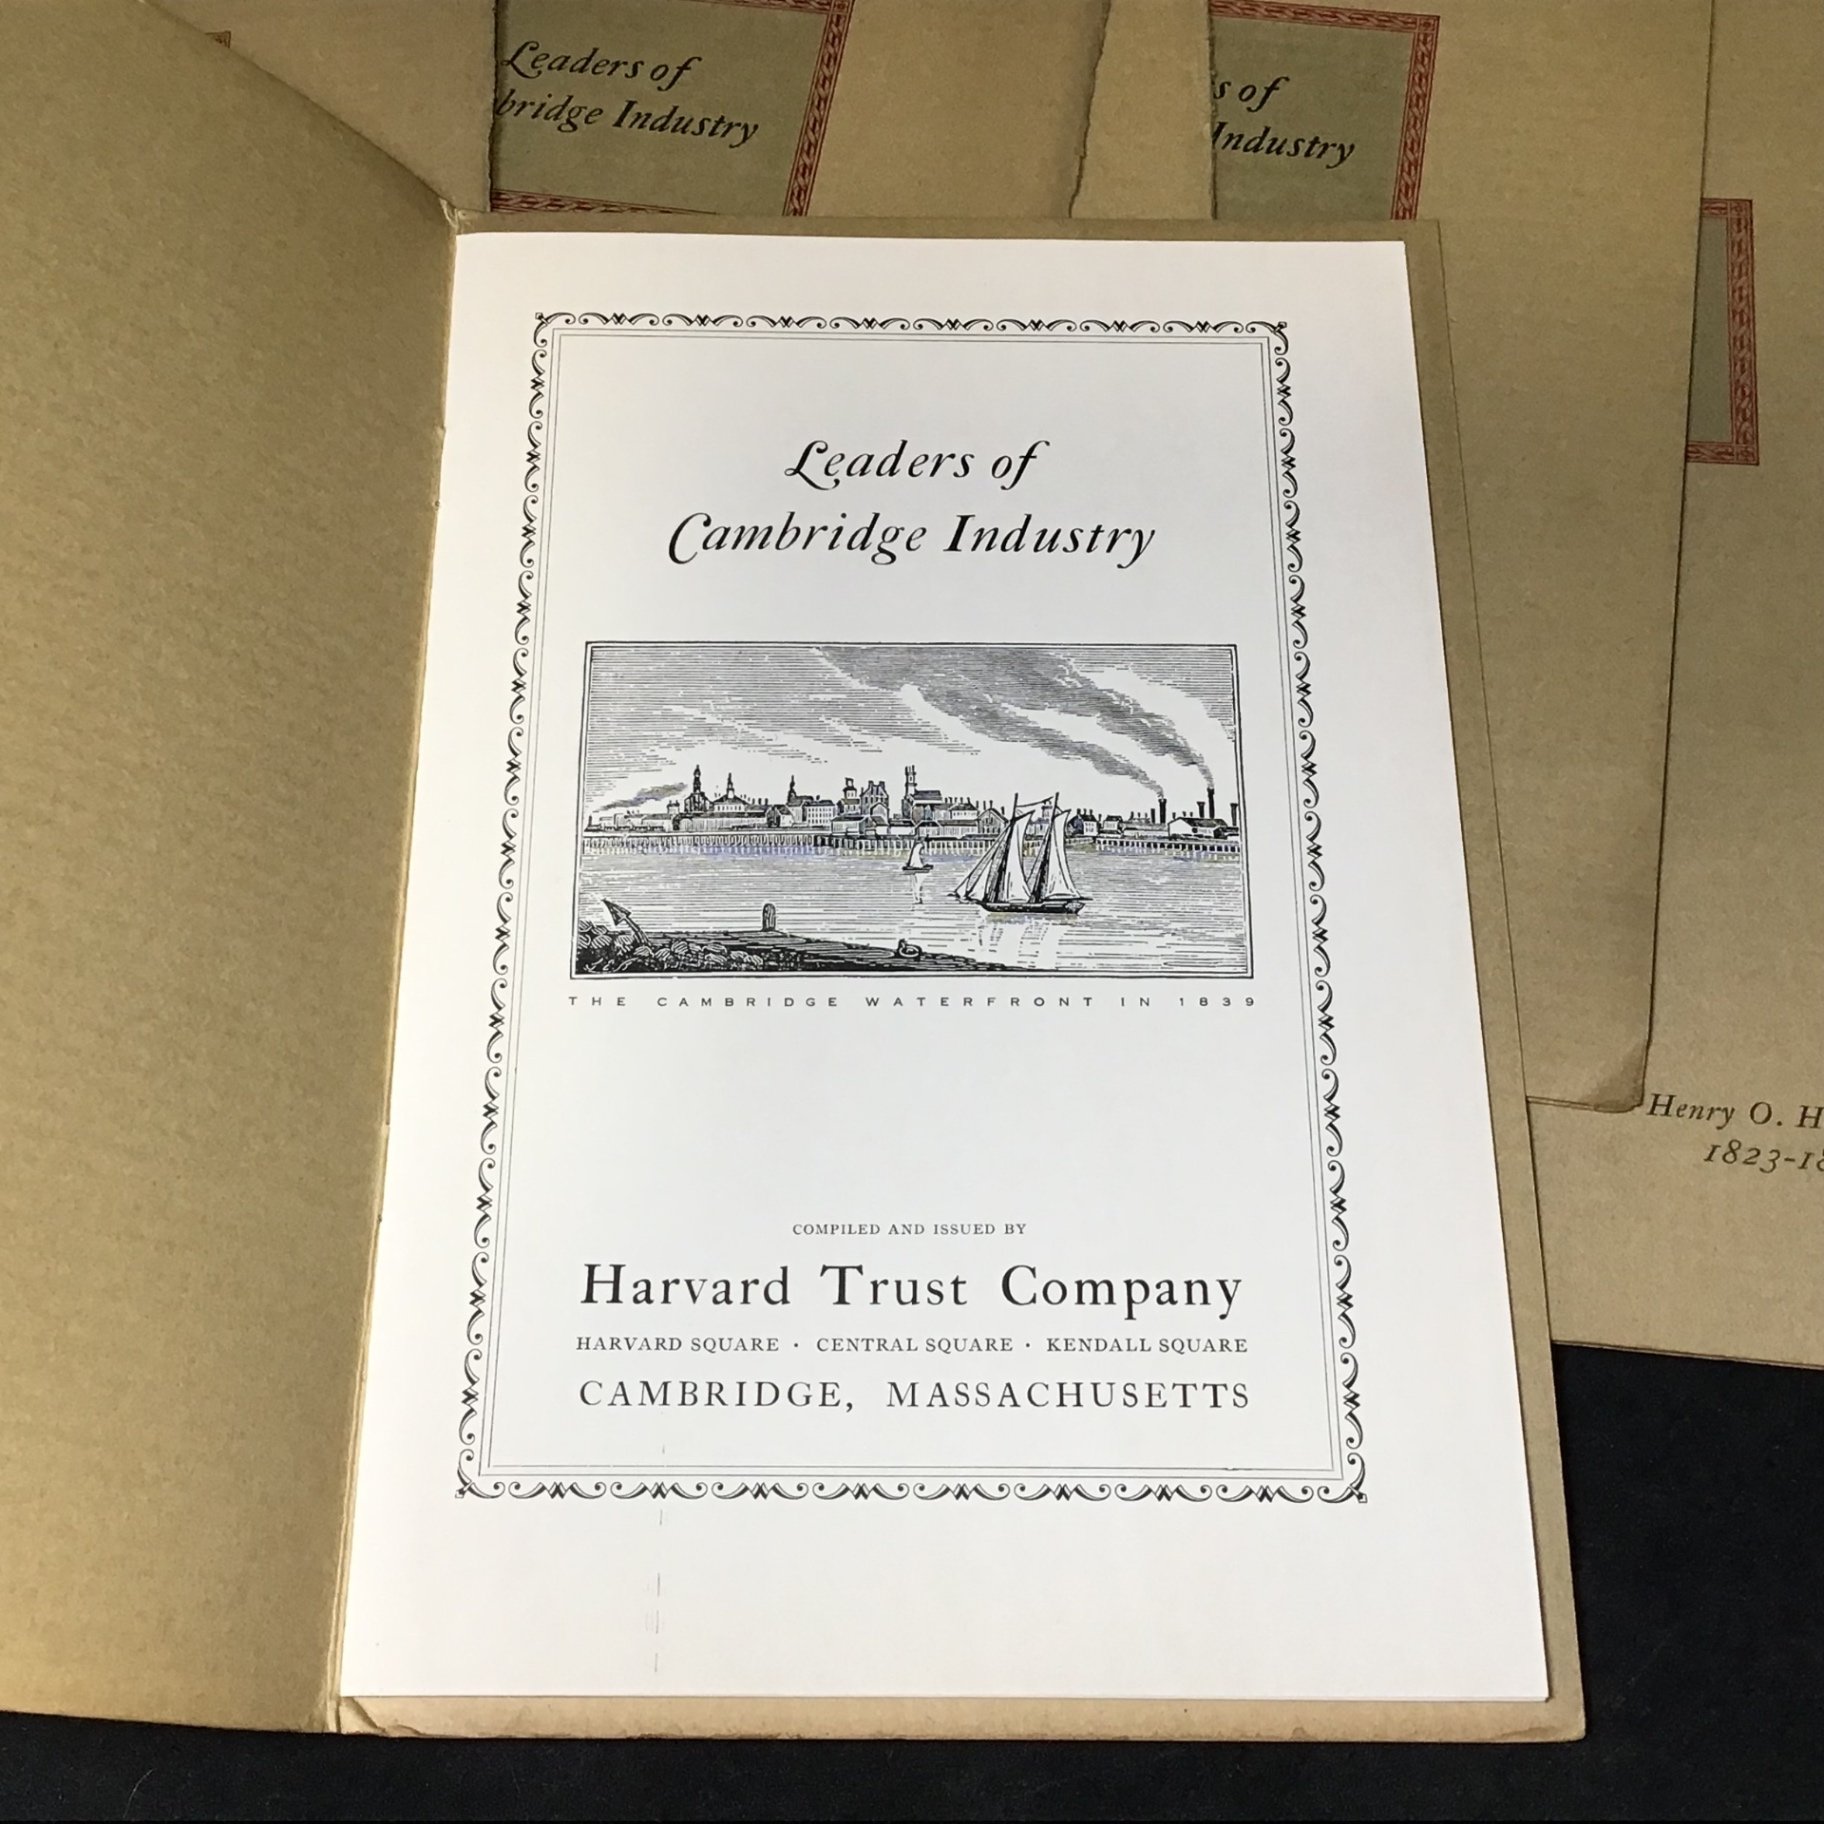 Leaders of
bridge Industry
s of
Industry
Leaders of
Cambridge Industry
THE CAMBRIDGE WATERFRONT IN 1839
COMPILED AND ISSUED BY
Harvard Trust Company
HARVARD SQUARE · CENTRAL SQUARE · KENDALL SQUARE
CAMBRIDGE, MASSACHUSETTS
Henry O. H
1823-18